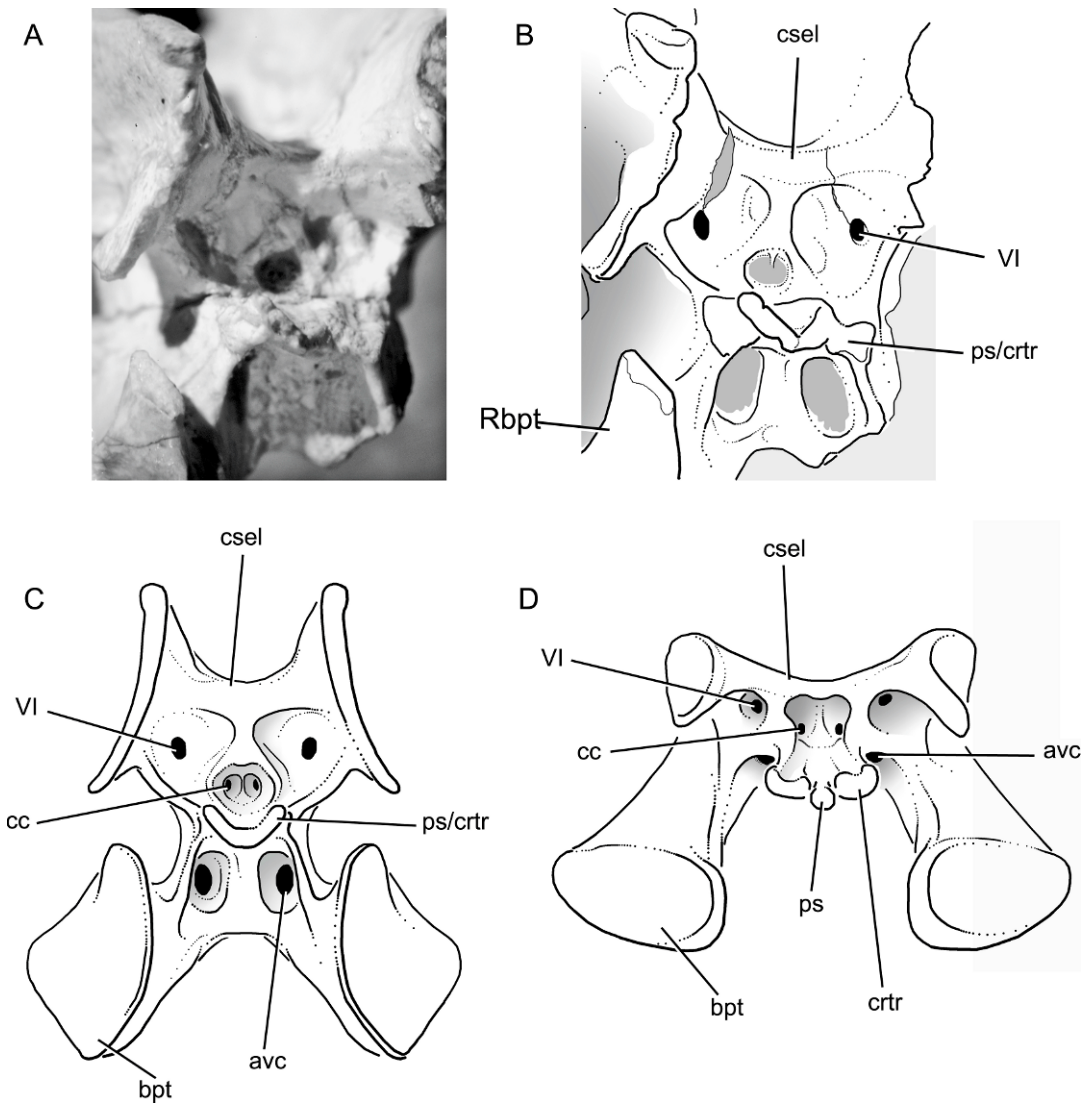 A
B
csel
VI
ps/crtr
Rbpt
C
csel
VI
cc
ps/crtr
avc
bpt
D
csel
VI
cc
avc
ps
bpt
crtr